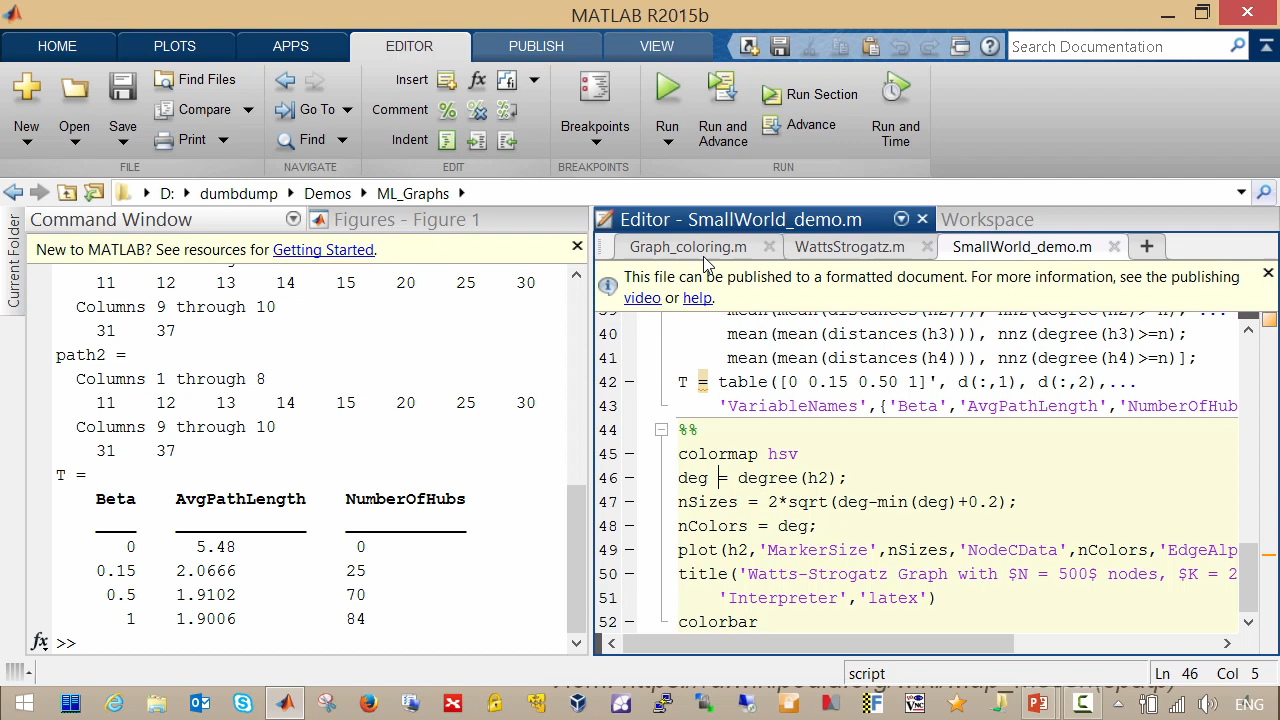 MATLAB R2015b
HOME PLOTS APPS EDITOR PUBLISH VIEW Search Documentation
New Open Save Find Files Compare Print
Go To Find
Insert Comment Indent
Breakpoints
Run Run and Advance Run Section Advance Run and Time
FILE NAVIGATE EDIT BREAKPOINTS RUN
D: dumbdump Demos ML_Graphs
Current Folder
Command Window Figures - Figure 1
New to MATLAB? See resources for Getting Started.
11 12 13 14 15 20 25 30
Columns 9 through 10
31 37
path2 =
Columns 1 through 8
11 12 13 14 15 20 25 30
Columns 9 through 10
31 37
T =
Beta AvgPathLength NumberOfHubs
0 5.48 0
0.15 2.0666 25
0.5 1.9102 70
1 1.9006 84
fx >>
Editor - SmallWorld_demo.m Workspace
Graph_coloring.m WattsStrogatz.m SmallWorld_demo.m
This file can be published to a formatted document. For more information, see the publishing
video or help.
39 mean(mean(distances(h2))), nnz(degree(h2)>=n); ...
40 mean(mean(distances(h3))), nnz(degree(h3)>=n);
41 mean(mean(distances(h4))), nnz(degree(h4)>=n)];
42 T = table([0 0.15 0.50 1]', d(:,1), d(:,2),...
43 'VariableNames',{'Beta','AvgPathLength','NumberOfHub
44 %%
45 colormap hsv
46 deg = degree(h2);
47 nSizes = 2*sqrt(deg-min(deg)+0.2);
48 nColors = deg;
49 plot(h2,'MarkerSize',nSizes,'NodeCData',nColors,'EdgeAlp
50 title('Watts-Strogatz Graph with $N = 500$ nodes, $K = 2
51 'Interpreter','latex')
52 colorbar
script Ln 46 Col 5
ENG